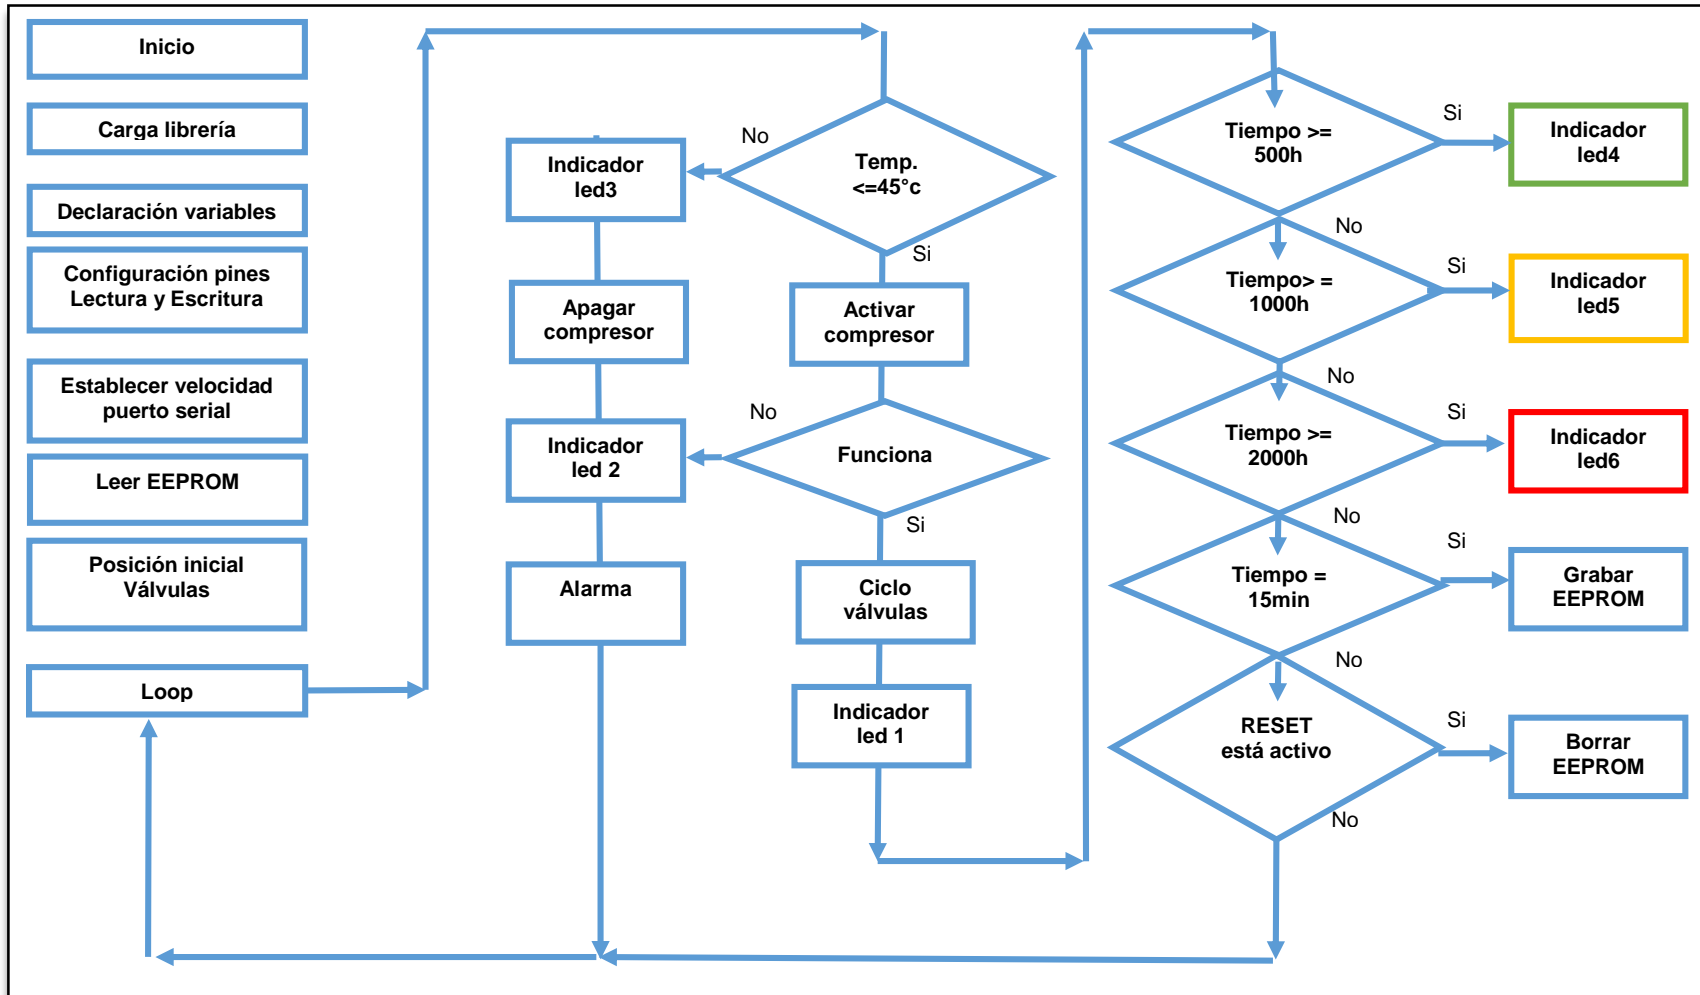 Inicio
Carga librería
Declaración variables
Configuración pines
Lectura y Escritura
Establecer velocidad
puerto serial
Leer EEPROM
Posición inicial
Válvulas
Loop
No
Indicador
led3
Temp.
<=45°c
Si
Apagar
compresor
Activar
compresor
No
Indicador
led 2
Funciona
Si
Alarma
Ciclo
válvulas
Indicador
led 1
Tiempo >=
500h
Si
Indicador
led4
No
Tiempo> =
1000h
Si
Indicador
led5
No
Tiempo >=
2000h
Si
Indicador
led6
No
Tiempo =
15min
Si
Grabar
EEPROM
No
RESET
está activo
Si
Borrar
EEPROM
No